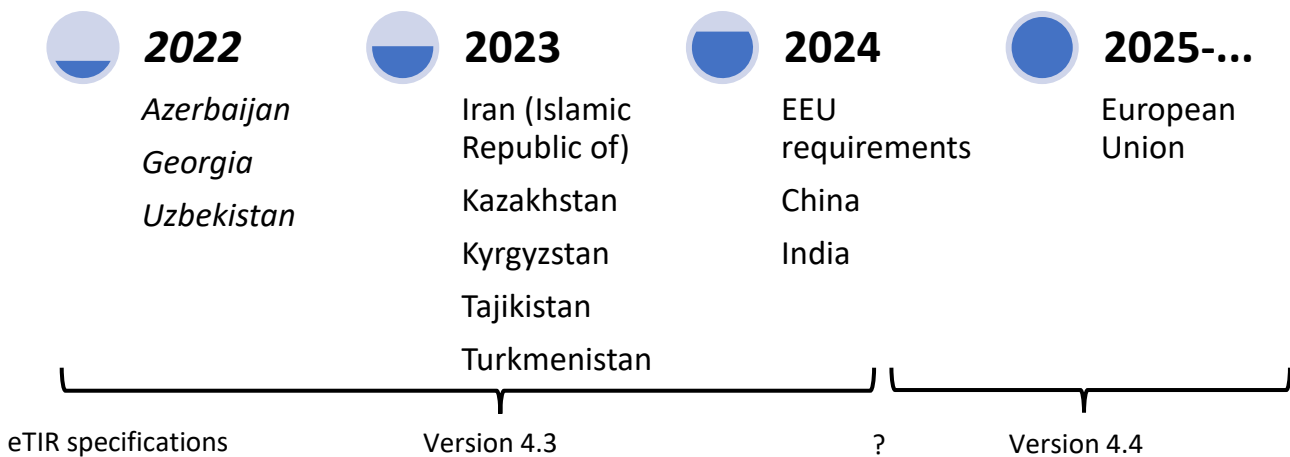 2022
Azerbaijan
Georgia
Uzbekistan
2023
Iran (Islamic
Republic of)
Kazakhstan
Kyrgyzstan
Tajikistan
Turkmenistan
2024
EEU
requirements
China
India
2025-...
European
Union
eTIR specifications
Version 4.3
?
Version 4.4